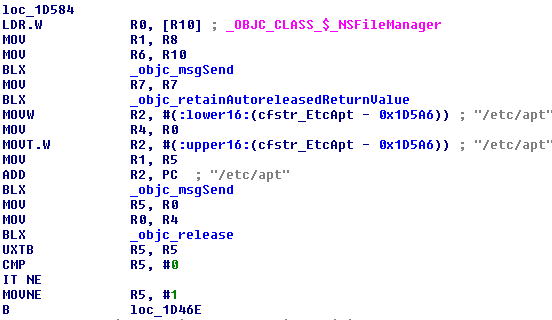 loc_1D584
LDR.W R0, [R10] ; _OBJC_CLASS_$_NSFileManager
MOV R1, R8
MOV R6, R10
BLX _objc_msgSend
MOV R7, R7
BLX _objc_retainAutoreleasedReturnValue
MOVW R2, #(:lower16:(cfstr_EtcApt - 0x1D5A6)) ; "/etc/apt"
MOV R4, R0
MOVT.W R2, #(:upper16:(cfstr_EtcApt - 0x1D5A6)) ; "/etc/apt"
MOV R1, R5
ADD R2, PC ; "/etc/apt"
BLX _objc_msgSend
MOV R5, R0
MOV R0, R4
BLX _objc_release
UXTB R5, R5
CMP R5, #0
IT NE
MOVNE R5, #1
B loc_1D46E